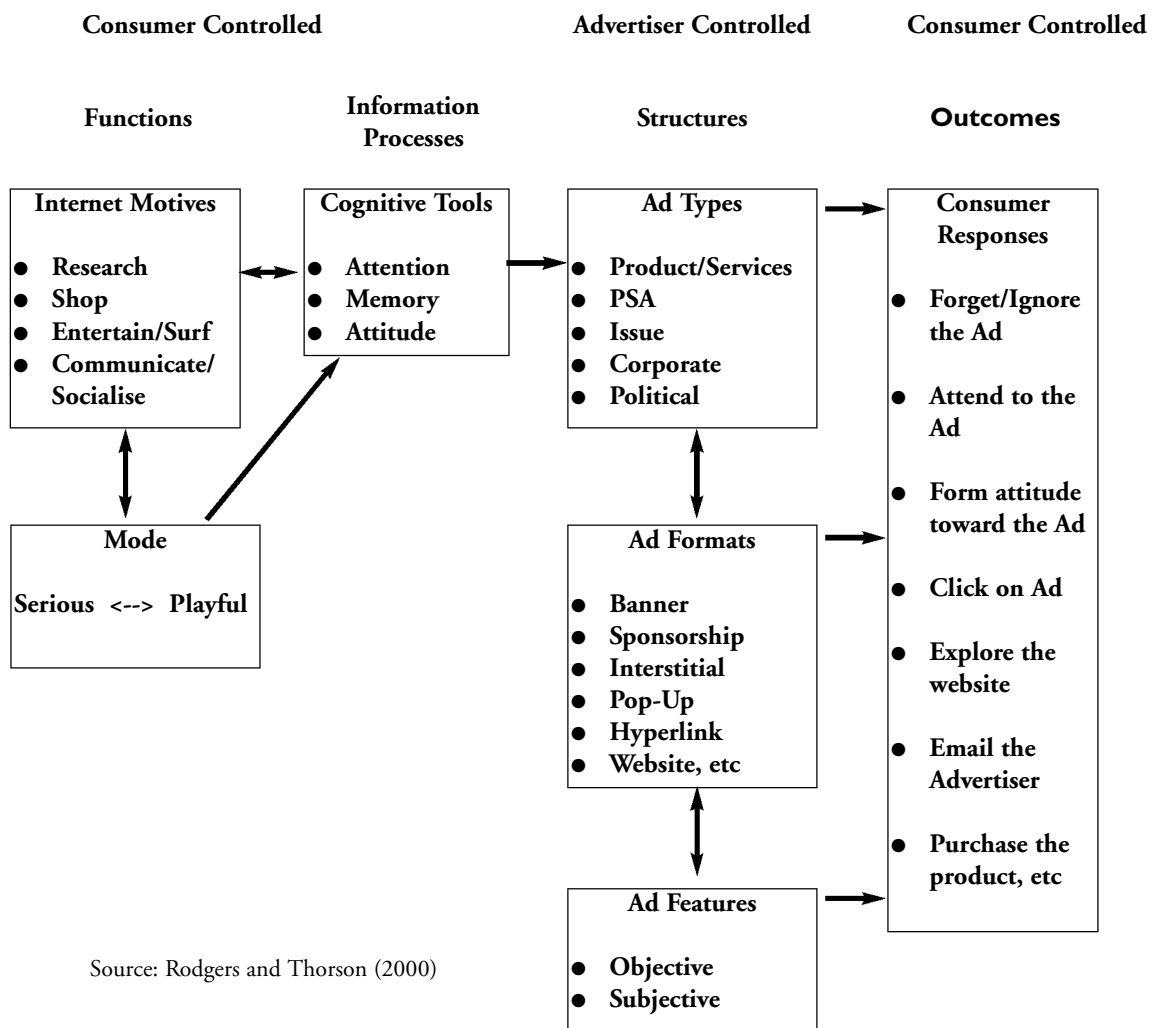 Consumer Controlled
Advertiser Controlled
Consumer Controlled
Functions
Information
Processes
Structures
Outcomes
Internet Motives
● Research
● Shop
● Entertain/Surf
● Communicate/
Socialise
Mode
Serious <--> Playful
Cognitive Tools
● Attention
● Memory
● Attitude
Ad Types
● Product/Services
● PSA
● Issue
● Corporate
● Political
Ad Formats
● Banner
● Sponsorship
● Interstitial
● Pop-Up
● Hyperlink
● Website, etc
Ad Features
● Objective
● Subjective
Consumer
Responses
● Forget/Ignore
the Ad
● Attend to the
Ad
● Form attitude
toward the Ad
● Click on Ad
● Explore the
website
● Email the
Advertiser
● Purchase the
product, etc
Source: Rodgers and Thorson (2000)